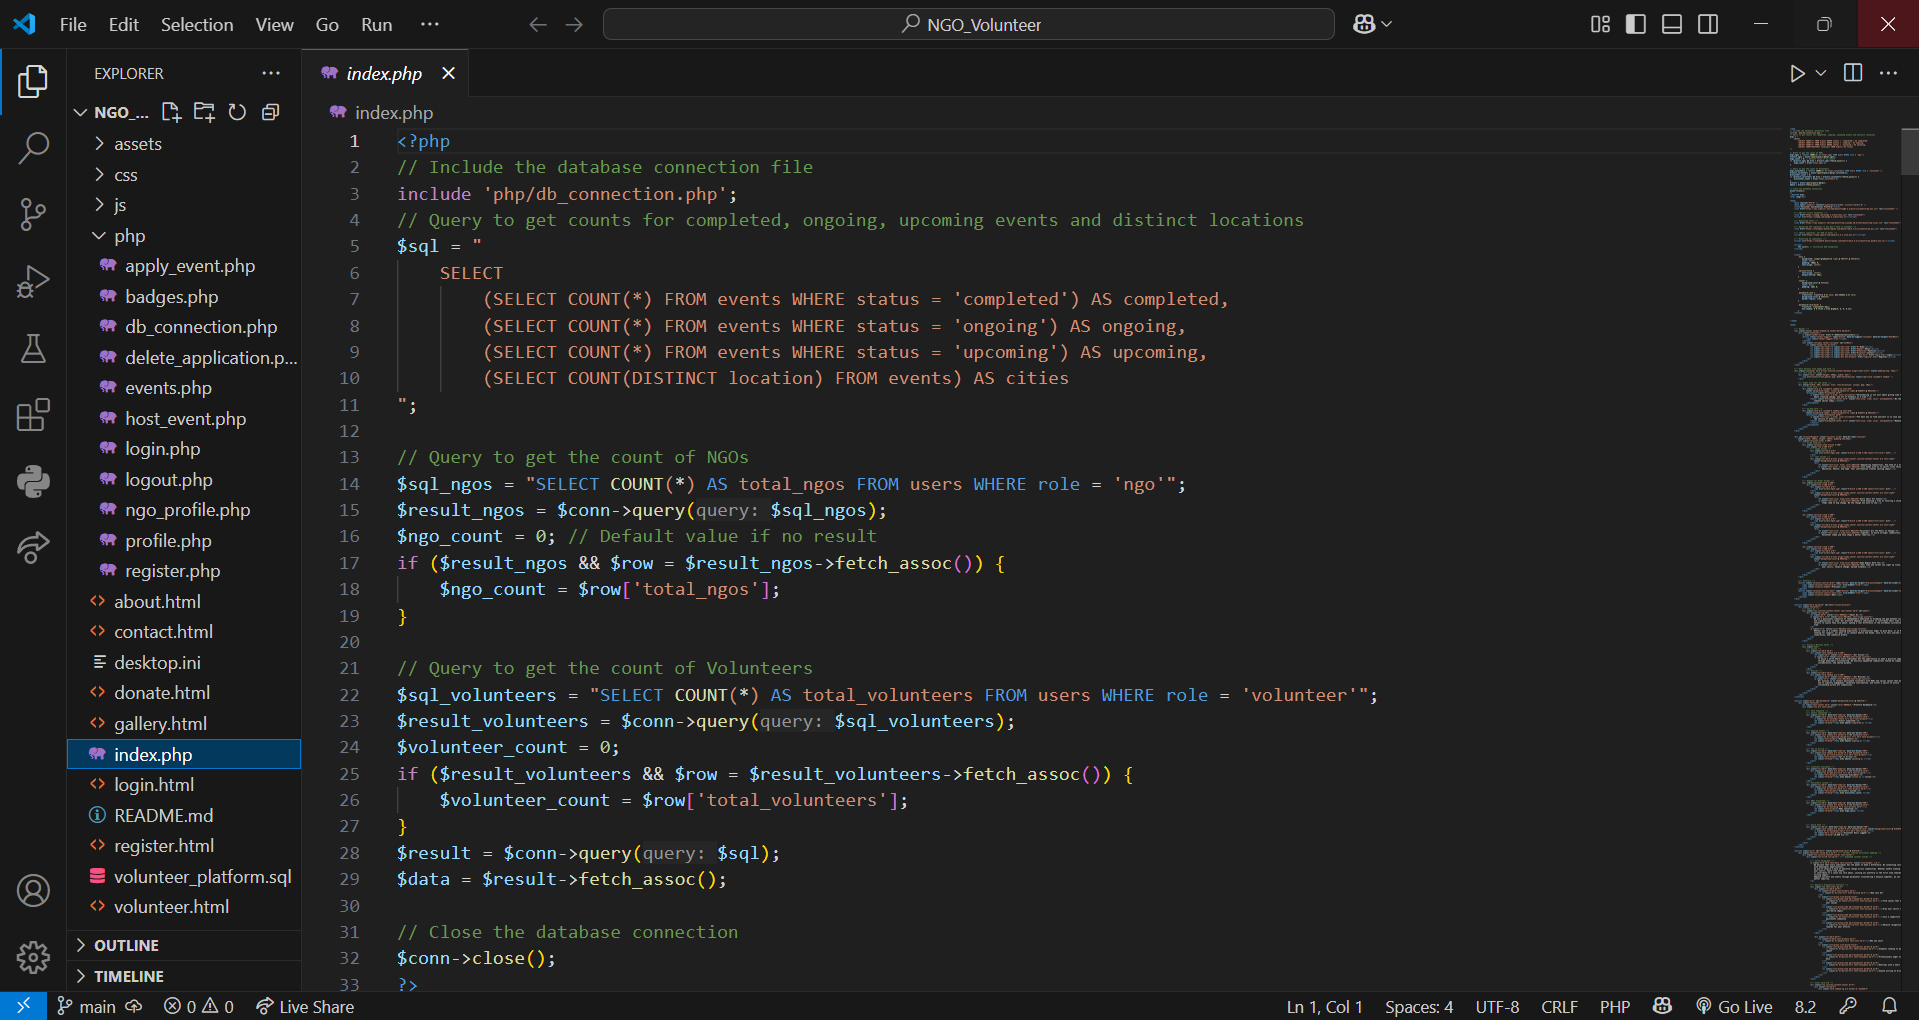 File Edit Selection View Go Run ··· NGO_Volunteer
EXPLORER ···
NGO_...
assets
css
js
php
apply_event.php
badges.php
db_connection.php
delete_application.p...
events.php
host_event.php
login.php
logout.php
ngo_profile.php
profile.php
register.php
about.html
contact.html
desktop.ini
donate.html
gallery.html
index.php
login.html
README.md
register.html
volunteer_platform.sql
volunteer.html
OUTLINE
TIMELINE
index.php
index.php
1 <?php
2 // Include the database connection file
3 include 'php/db_connection.php';
4 // Query to get counts for completed, ongoing, upcoming events and distinct locations
5 $sql = "
6     SELECT
7         (SELECT COUNT(*) FROM events WHERE status = 'completed') AS completed,
8         (SELECT COUNT(*) FROM events WHERE status = 'ongoing') AS ongoing,
9         (SELECT COUNT(*) FROM events WHERE status = 'upcoming') AS upcoming,
10         (SELECT COUNT(DISTINCT location) FROM events) AS cities
11 ";
12
13 // Query to get the count of NGOs
14 $sql_ngos = "SELECT COUNT(*) AS total_ngos FROM users WHERE role = 'ngo'";
15 $result_ngos = $conn->query(query: $sql_ngos);
16 $ngo_count = 0; // Default value if no result
17 if ($result_ngos && $row = $result_ngos->fetch_assoc()) {
18     $ngo_count = $row['total_ngos'];
19 }
20
21 // Query to get the count of Volunteers
22 $sql_volunteers = "SELECT COUNT(*) AS total_volunteers FROM users WHERE role = 'volunteer'";
23 $result_volunteers = $conn->query(query: $sql_volunteers);
24 $volunteer_count = 0;
25 if ($result_volunteers && $row = $result_volunteers->fetch_assoc()) {
26     $volunteer_count = $row['total_volunteers'];
27 }
28 $result = $conn->query(query: $sql);
29 $data = $result->fetch_assoc();
30
31 // Close the database connection
32 $conn->close();
33 ?>
main 0 0 Live Share Ln 1, Col 1 Spaces: 4 UTF-8 CRLF PHP Go Live 8.2